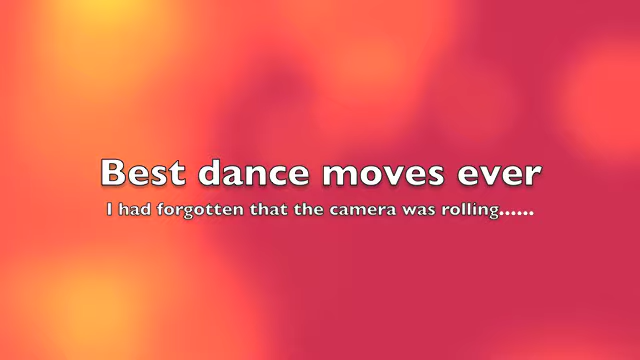 Best dance moves ever
I had forgotten that the camera was rolling......